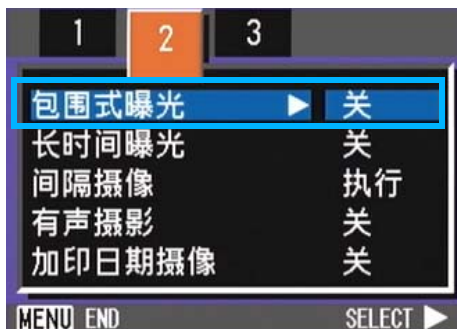 1 2 3
包围式曝光 ▶ 关
长时间曝光 关
间隔摄像 执行
有声摄影 关
加印日期摄像 关
MENU END SELECT ▶